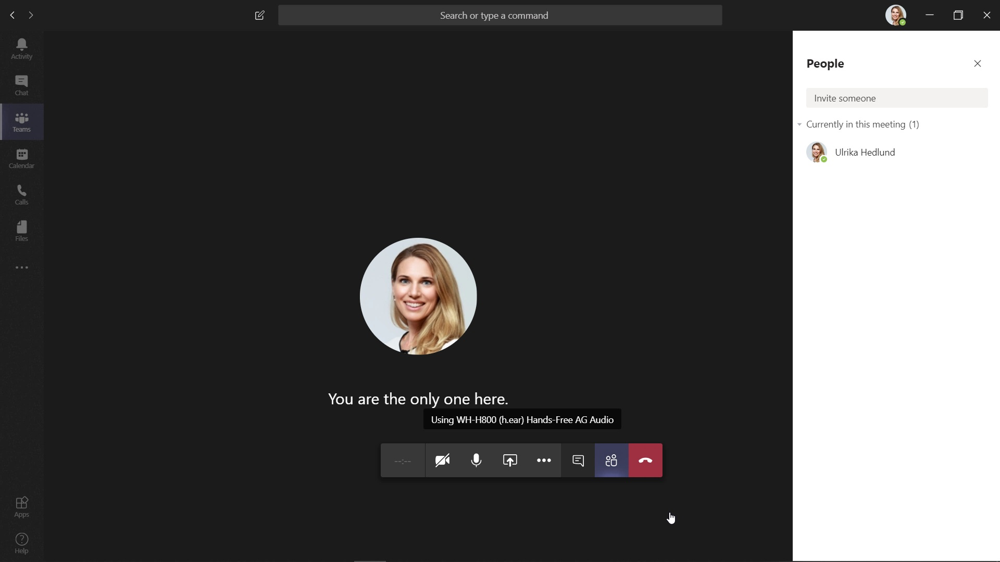 Search or type a command
Activity
Chat
Teams
Calendar
Calls
Files
Apps
Help
You are the only one here.
Using WH-H800 (h.ear) Hands-Free AG Audio
--:--
People
Invite someone
Currently in this meeting (1)
Ulrika Hedlund